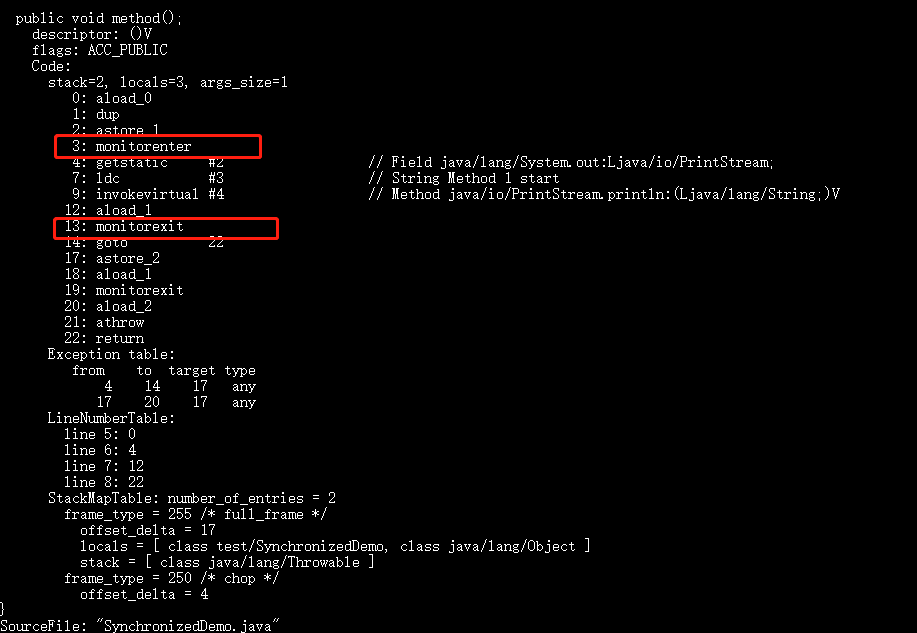 public void method();
descriptor: ()V
flags: ACC_PUBLIC
Code:
stack=2, locals=3, args_size=1
0: aload_0
1: dup
2: astore_1
3: monitorenter
4: getstatic #2 // Field java/lang/System.out:Ljava/io/PrintStream;
7: ldc #3 // String Method 1 start
9: invokevirtual #4 // Method java/io/PrintStream.println:(Ljava/lang/String;)V
12: aload_1
13: monitorexit
14: goto 22
17: astore_2
18: aload_1
19: monitorexit
20: aload_2
21: athrow
22: return
Exception table:
from to target type
4 14 17 any
17 20 17 any
LineNumberTable:
line 5: 0
line 6: 4
line 7: 12
line 8: 22
StackMapTable: number_of_entries = 2
frame_type = 255 /* full_frame */
offset_delta = 17
locals = [ class test/SynchronizedDemo, class java/lang/Object ]
stack = [ class java/lang/Throwable ]
frame_type = 250 /* chop */
offset_delta = 4
}
SourceFile: "SynchronizedDemo.java"